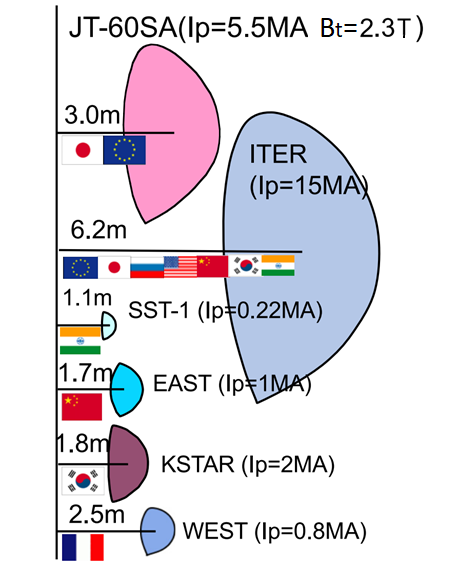 JT-60SA(Ip=5.5MA Bt=2.3T)
3.0m
ITER
(Ip=15MA)
6.2m
1.1m
SST-1 (Ip=0.22MA)
1.7m
EAST (Ip=1MA)
1.8m
KSTAR (Ip=2MA)
2.5m
WEST (Ip=0.8MA)